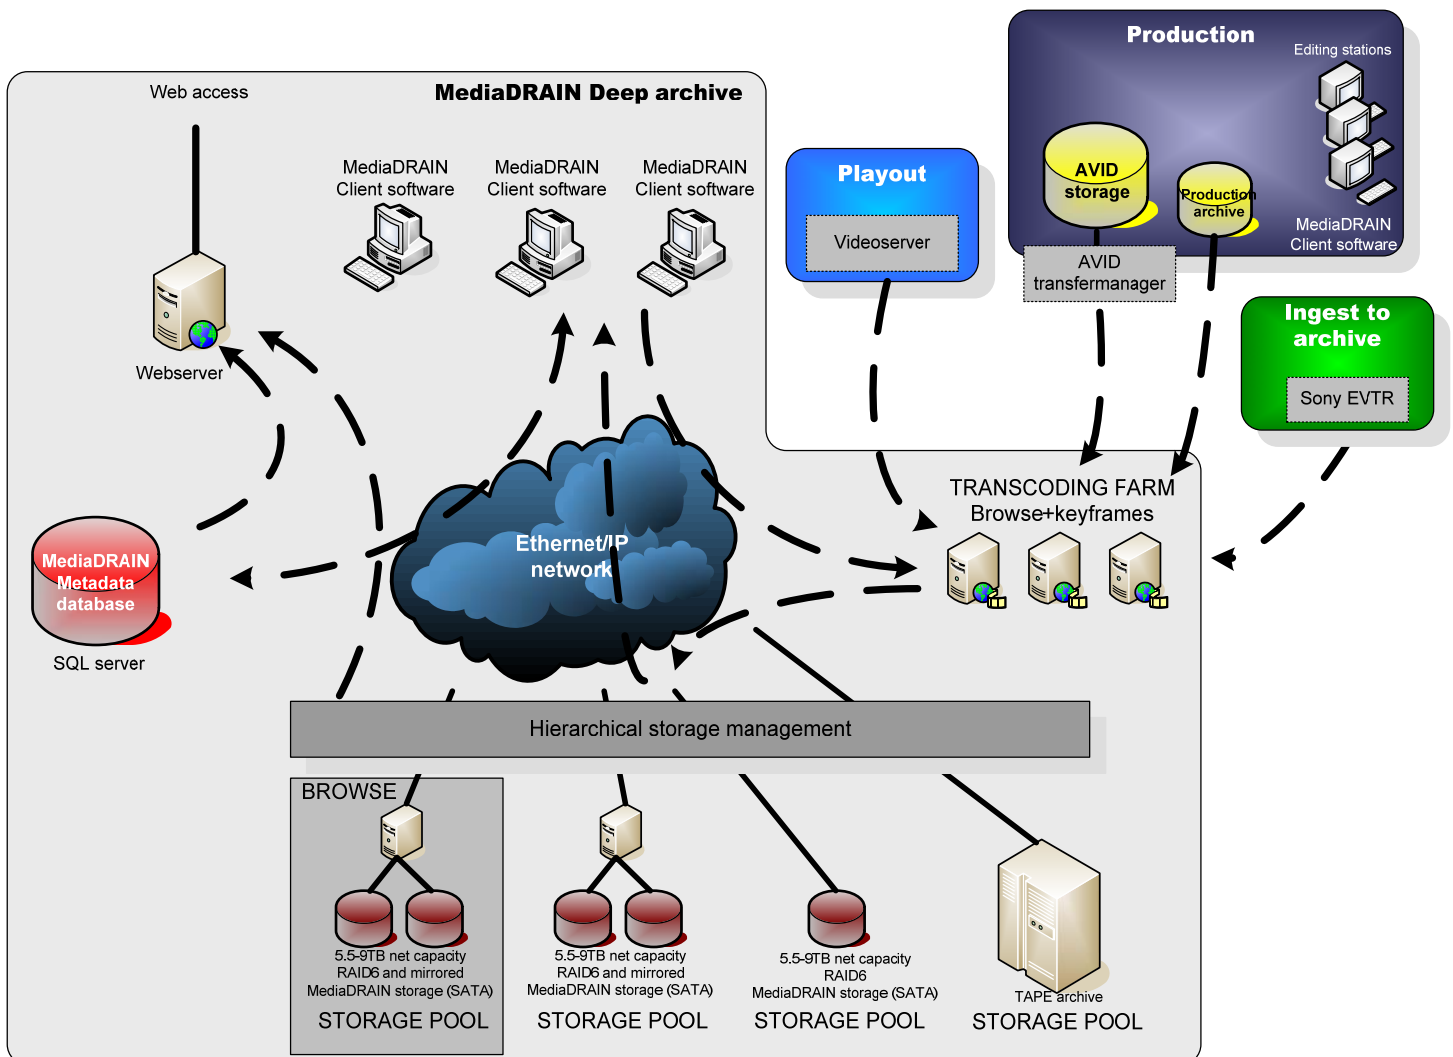 Production
Editing stations
AVID
storage
Production
archive
MediaDRAIN
Client software
AVID
transfermanager
Web access
MediaDRAIN Deep archive
MediaDRAIN
Client software
MediaDRAIN
Client software
MediaDRAIN
Client software
Playout
Videoserver
Ingest to
archive
Sony EVTR
Webserver
TRANSCODING FARM
Browse+keyframes
Ethernet/IP
network
MediaDRAIN
Metadata
database
SQL server
Hierarchical storage management
BROWSE
5.5-9TB net capacity
RAID6 and mirrored
MediaDRAIN storage (SATA)
STORAGE POOL
5.5-9TB net capacity
RAID6 and mirrored
MediaDRAIN storage (SATA)
STORAGE POOL
5.5-9TB net capacity
RAID6
MediaDRAIN storage (SATA)
STORAGE POOL
TAPE archive
STORAGE POOL